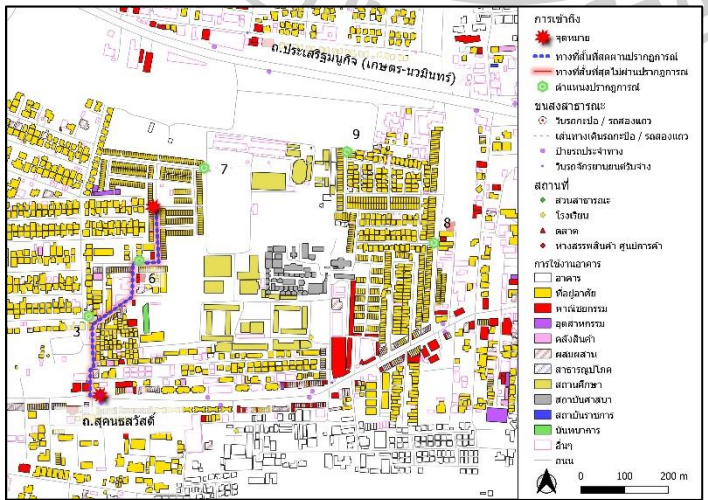 ถ.ประเสริฐมนูกิจ (เกษตร-นวมินทร์)
9
7
8
6
3
ถ.สุคนธสวัสดิ์
การเข้าถึง
จุดหมาย
ทางที่สั้นที่สุดผ่านปรากฏการณ์
ทางที่สั้นที่สุดไม่ผ่านปรากฏการณ์
ตำแหน่งปรากฏการณ์
ขนส่งสาธารณะ
วินรถกะป๊อ / รถสองแถว
เส้นทางเดินรถกะป๊อ / รถสองแถว
ป้ายรถประจำทาง
วินรถจักรยานยนต์รับจ้าง
สถานที่
สวนสาธารณะ
โรงเรียน
ตลาด
ห้างสรรพสินค้า ศูนย์การค้า
การใช้งานอาคาร
อาคาร
ที่อยู่อาศัย
พาณิชยกรรม
อุตสาหกรรม
คลังสินค้า
ผสมผสาน
สาธารณูปโภค
สถานศึกษา
สถาบันศาสนา
สถาบันราชการ
นันทนาการ
อื่นๆ
ถนน
0 100 200 m